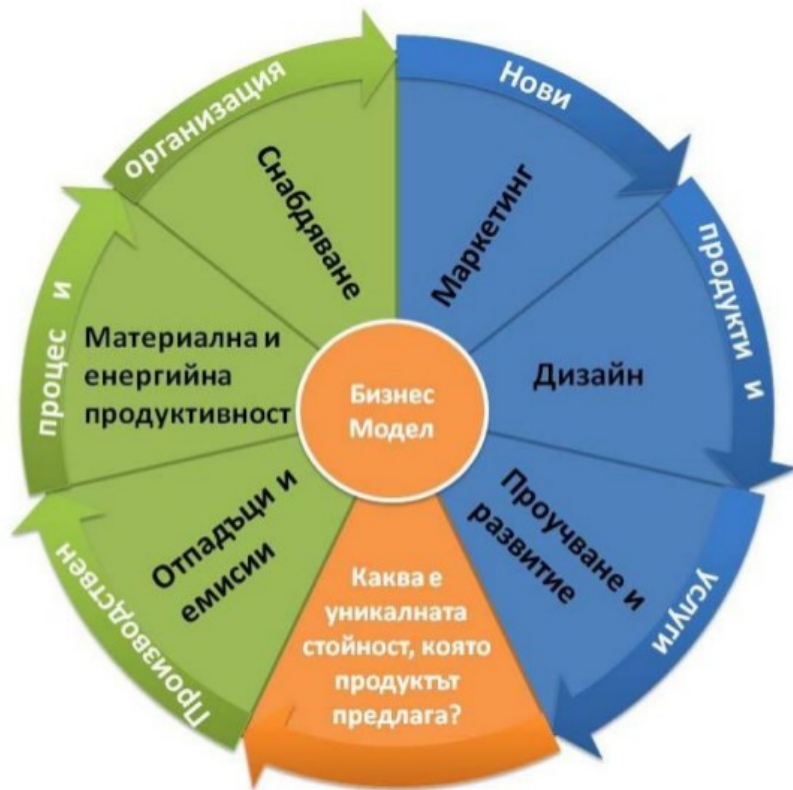 Нови
продукти и
услуги
Производствен
процес и
организация
Маркетинг
Дизайн
Проучване и
развитие
Каква е
уникалната
стойност, която
продуктът
предлага?
Отпадъци и
емисии
Материална и
енергийна
продуктивност
Снабдяване
Бизнес
Модел